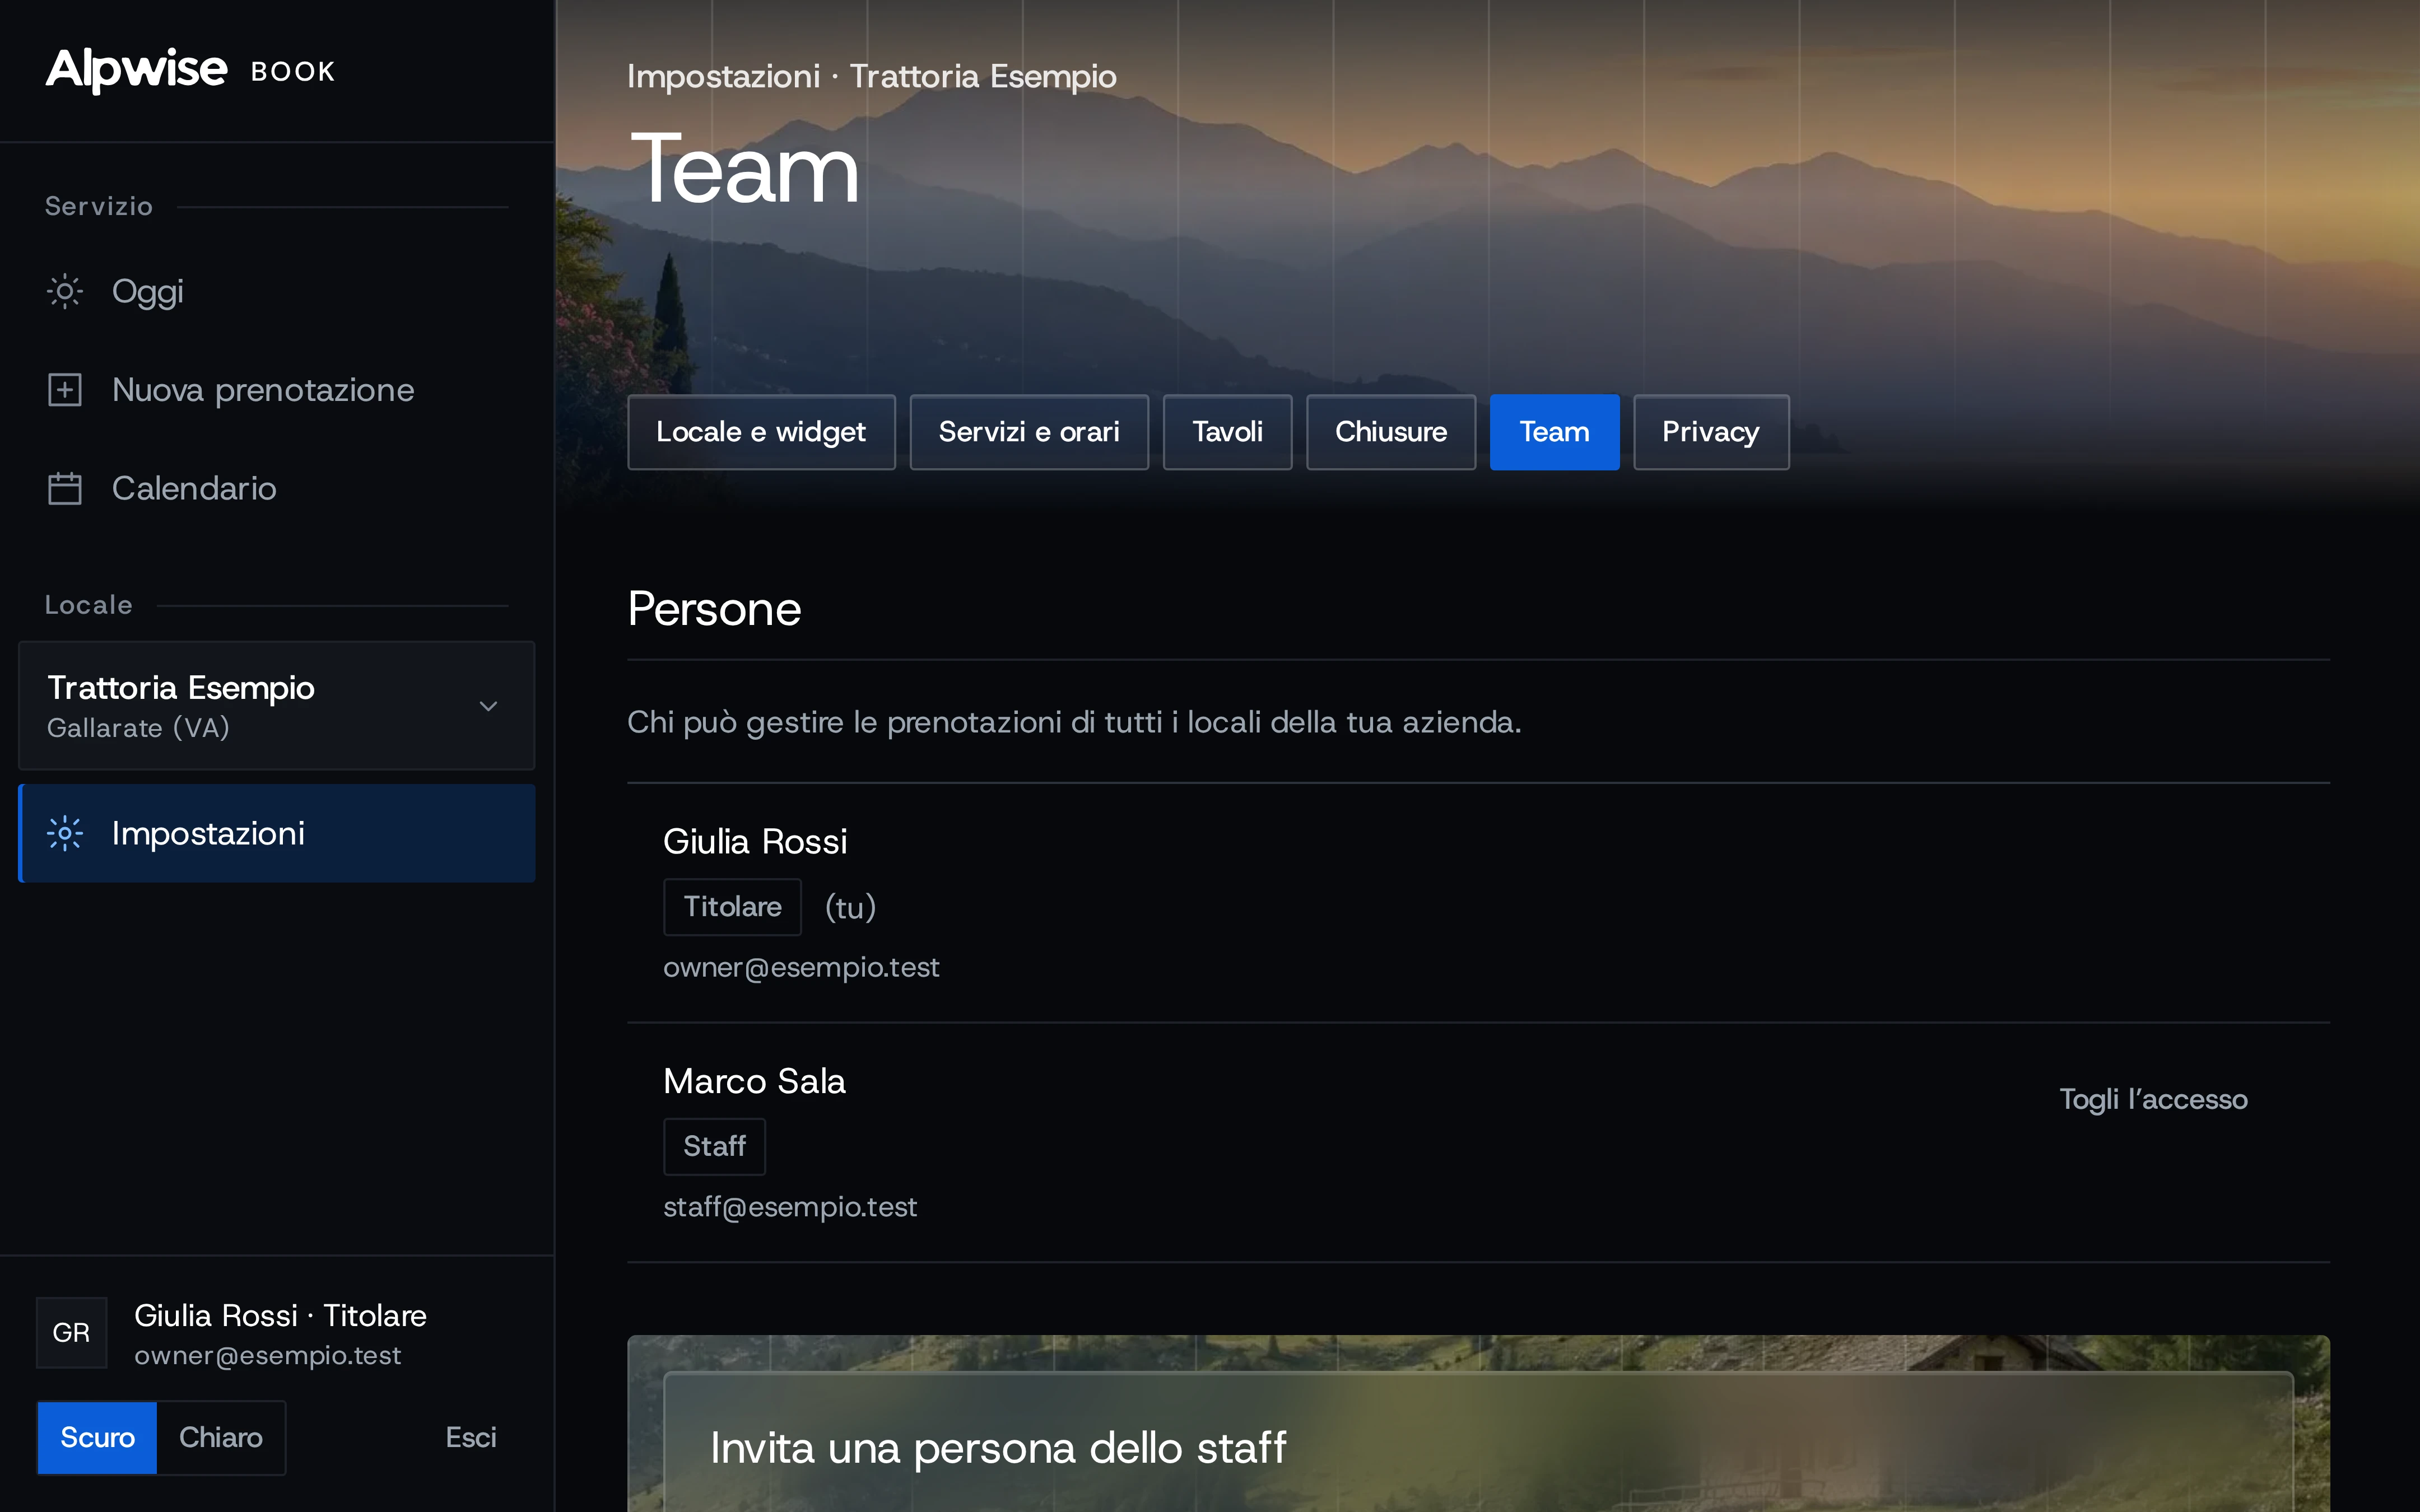 Alpwise BOOK
Servizio
Oggi
Nuova prenotazione
Calendario
Locale
Trattoria Esempio
Gallarate (VA)
Impostazioni
Giulia Rossi · Titolare
GR
owner@esempio.test
Scuro
Chiaro
Esci
Impostazioni · Trattoria Esempio
Team
Locale e widget
Servizi e orari
Tavoli
Chiusure
Team
Privacy
Persone
Chi può gestire le prenotazioni di tutti i locali della tua azienda.
Giulia Rossi
Titolare (tu)
owner@esempio.test
Marco Sala
Togli l’accesso
Staff
staff@esempio.test
Invita una persona dello staff